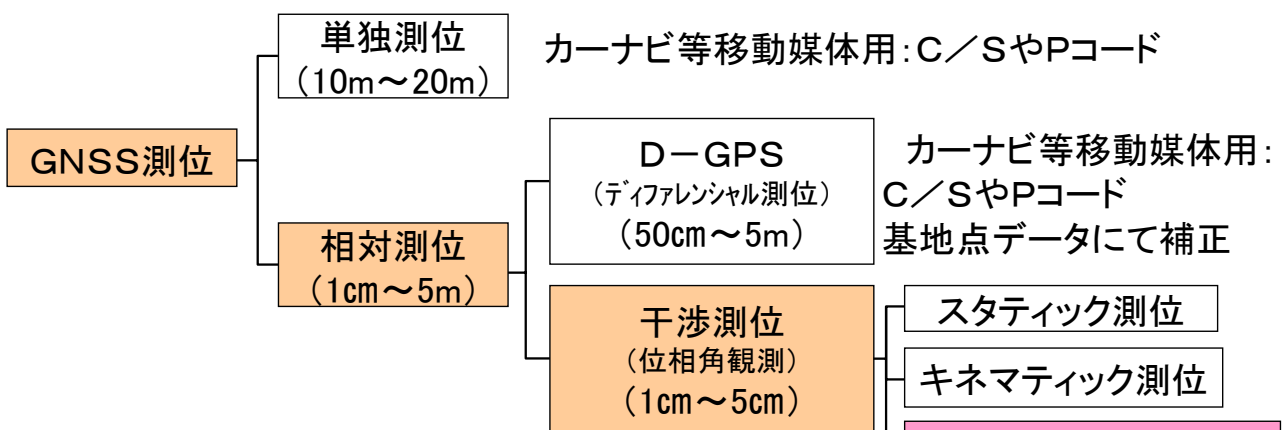 単独測位
（10m～20m）
カーナビ等移動媒体用：C／SやPコード
GNSS測位
相対測位
（1cm～5m）
D－GPS
（ディファレンシャル測位）
（50cm～5m）
カーナビ等移動媒体用：
C／SやPコード
基地点データにて補正
干渉測位
（位相角観測）
（1cm～5cm）
スタティック測位
キネマティック測位